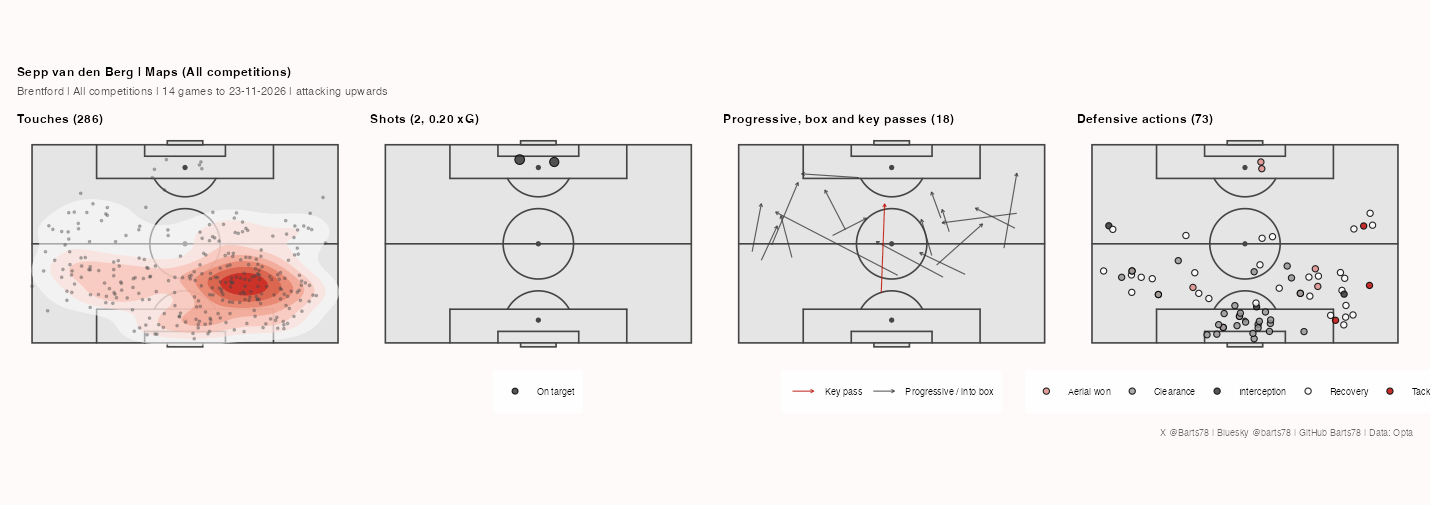 Sepp van den Berg | Maps (All competitions)
Brentford | All competitions | 14 games to 23-11-2026 | attacking upwards
Touches (286)
Shots (2, 0.20 xG)
Progressive, box and key passes (18)
Defensive actions (73)
On target
Key pass
Progressive / into box
Aerial won
Clearance
Interception
Recovery
Tack
X @Barts78 | Bluesky @barts78 | GitHub Barts78 | Data: Opta